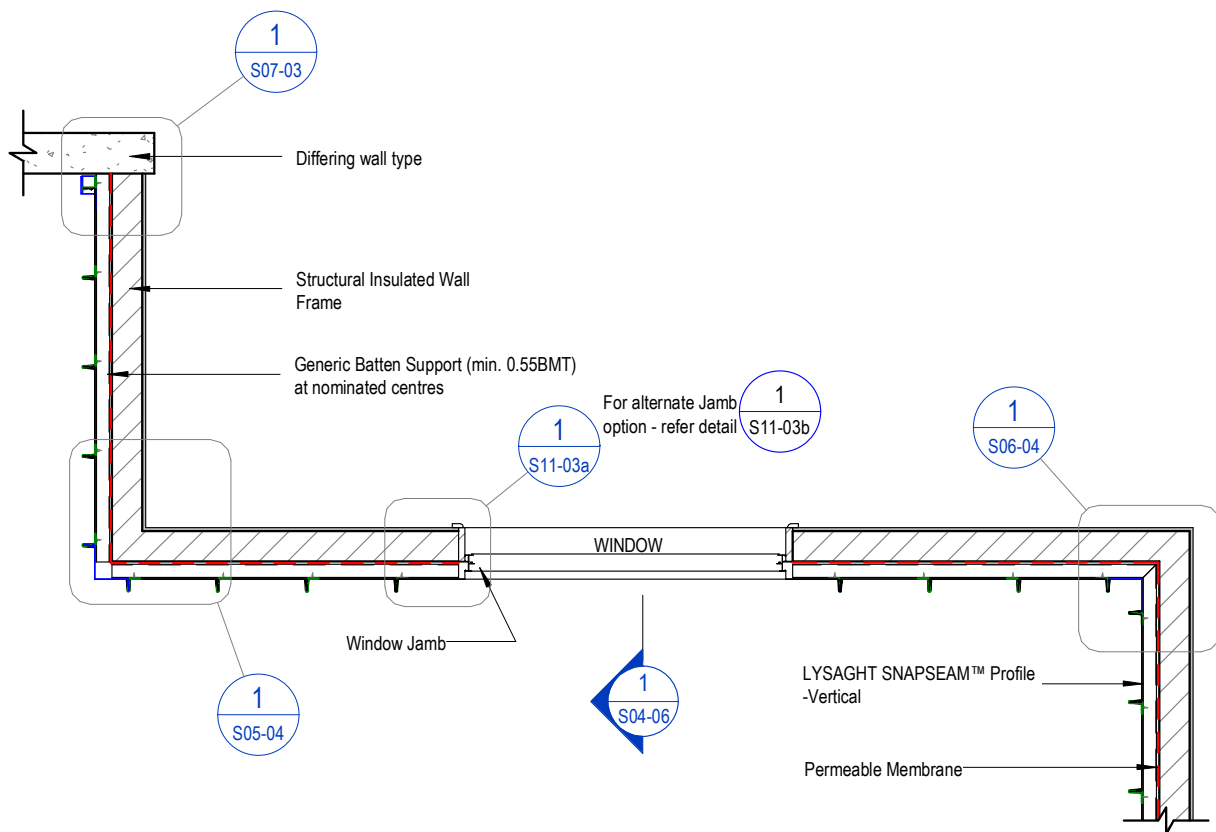 1
S07-03
Differing wall type
Structural Insulated Wall
Frame
Generic Batten Support (min. 0.55BMT)
at nominated centres
For alternate Jamb
option - refer detail
1
S11-03b
1
S11-03a
1
S06-04
WINDOW
Window Jamb
1
S05-04
1
S04-06
LYSAGHT SNAPSEAM™ Profile
-Vertical
Permeable Membrane